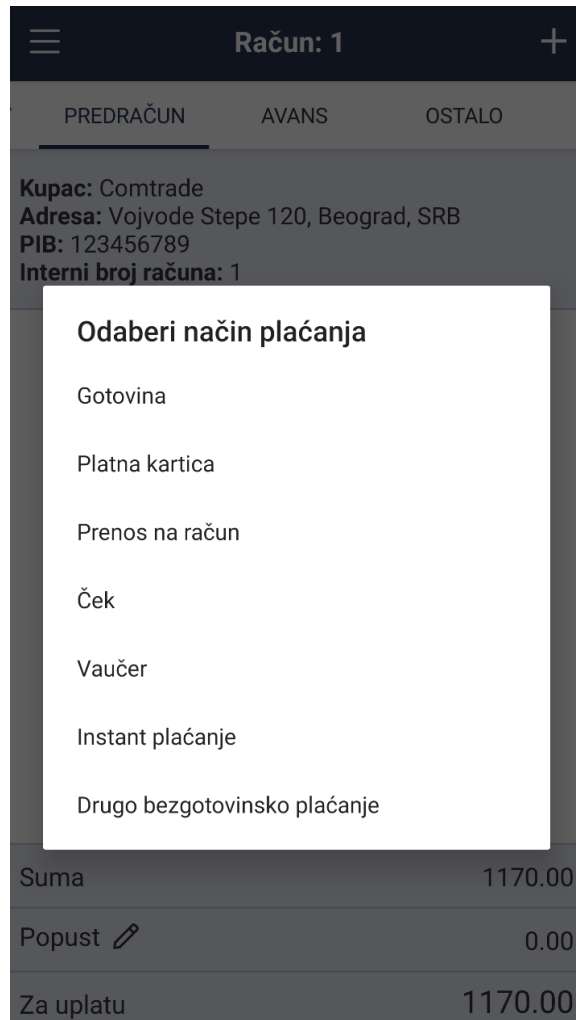 Račun: 1
PREDRAČUN AVANS OSTALO
Kupac: Comtrade
Adresa: Vojvode Stepe 120, Beograd, SRB
PIB: 123456789
Interni broj računa: 1
Odaberi način plaćanja
Gotovina
Platna kartica
Prenos na račun
Ček
Vaučer
Instant plaćanje
Drugo bezgotovinsko plaćanje
Suma 1170.00
Popust 0.00
Za uplatu 1170.00